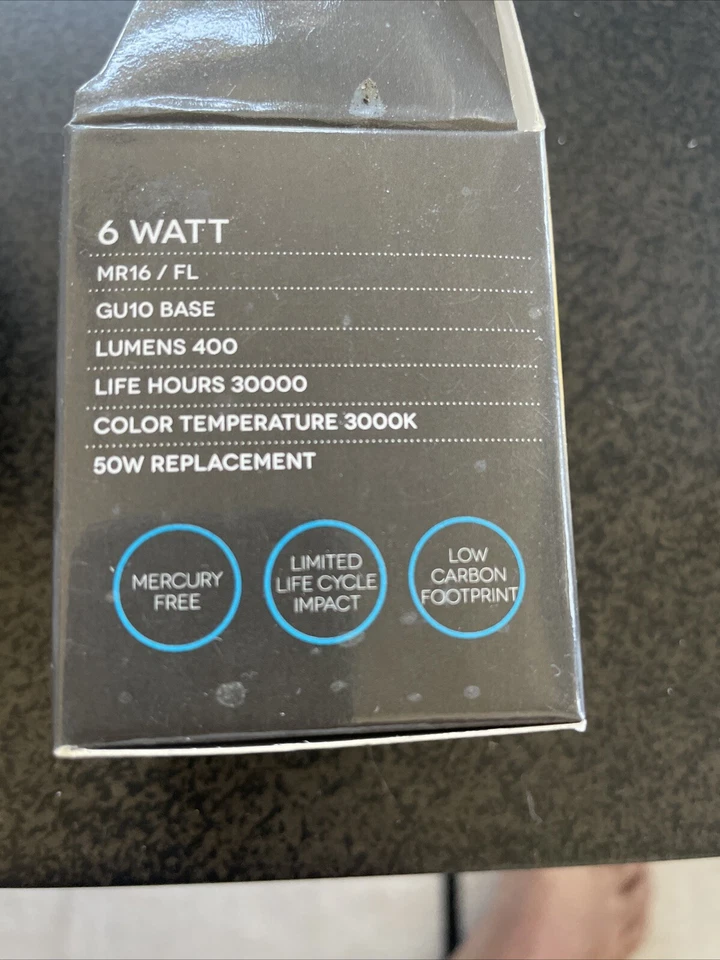 6 WATT
MR16 / FL
GU10 BASE
LUMENS 400
LIFE HOURS 30000
COLOR TEMPERATURE 3000K
50W REPLACEMENT
MERCURY
FREE
LIMITED
LIFE CYCLE
IMPACT
LOW
CARBON
FOOTPRINT